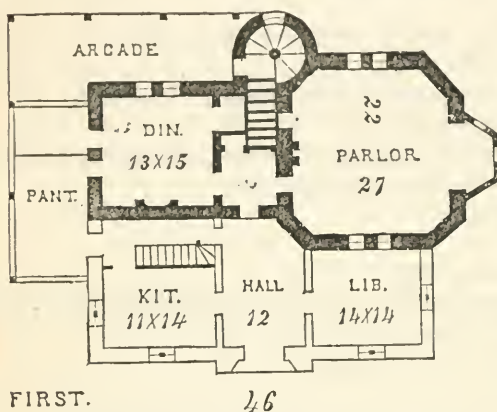 ARCADE
DIN.
13X15
22
PARLOR
27
PANT.
KIT.
11X14
HALL
12
LIB.
14X14
FIRST.
46